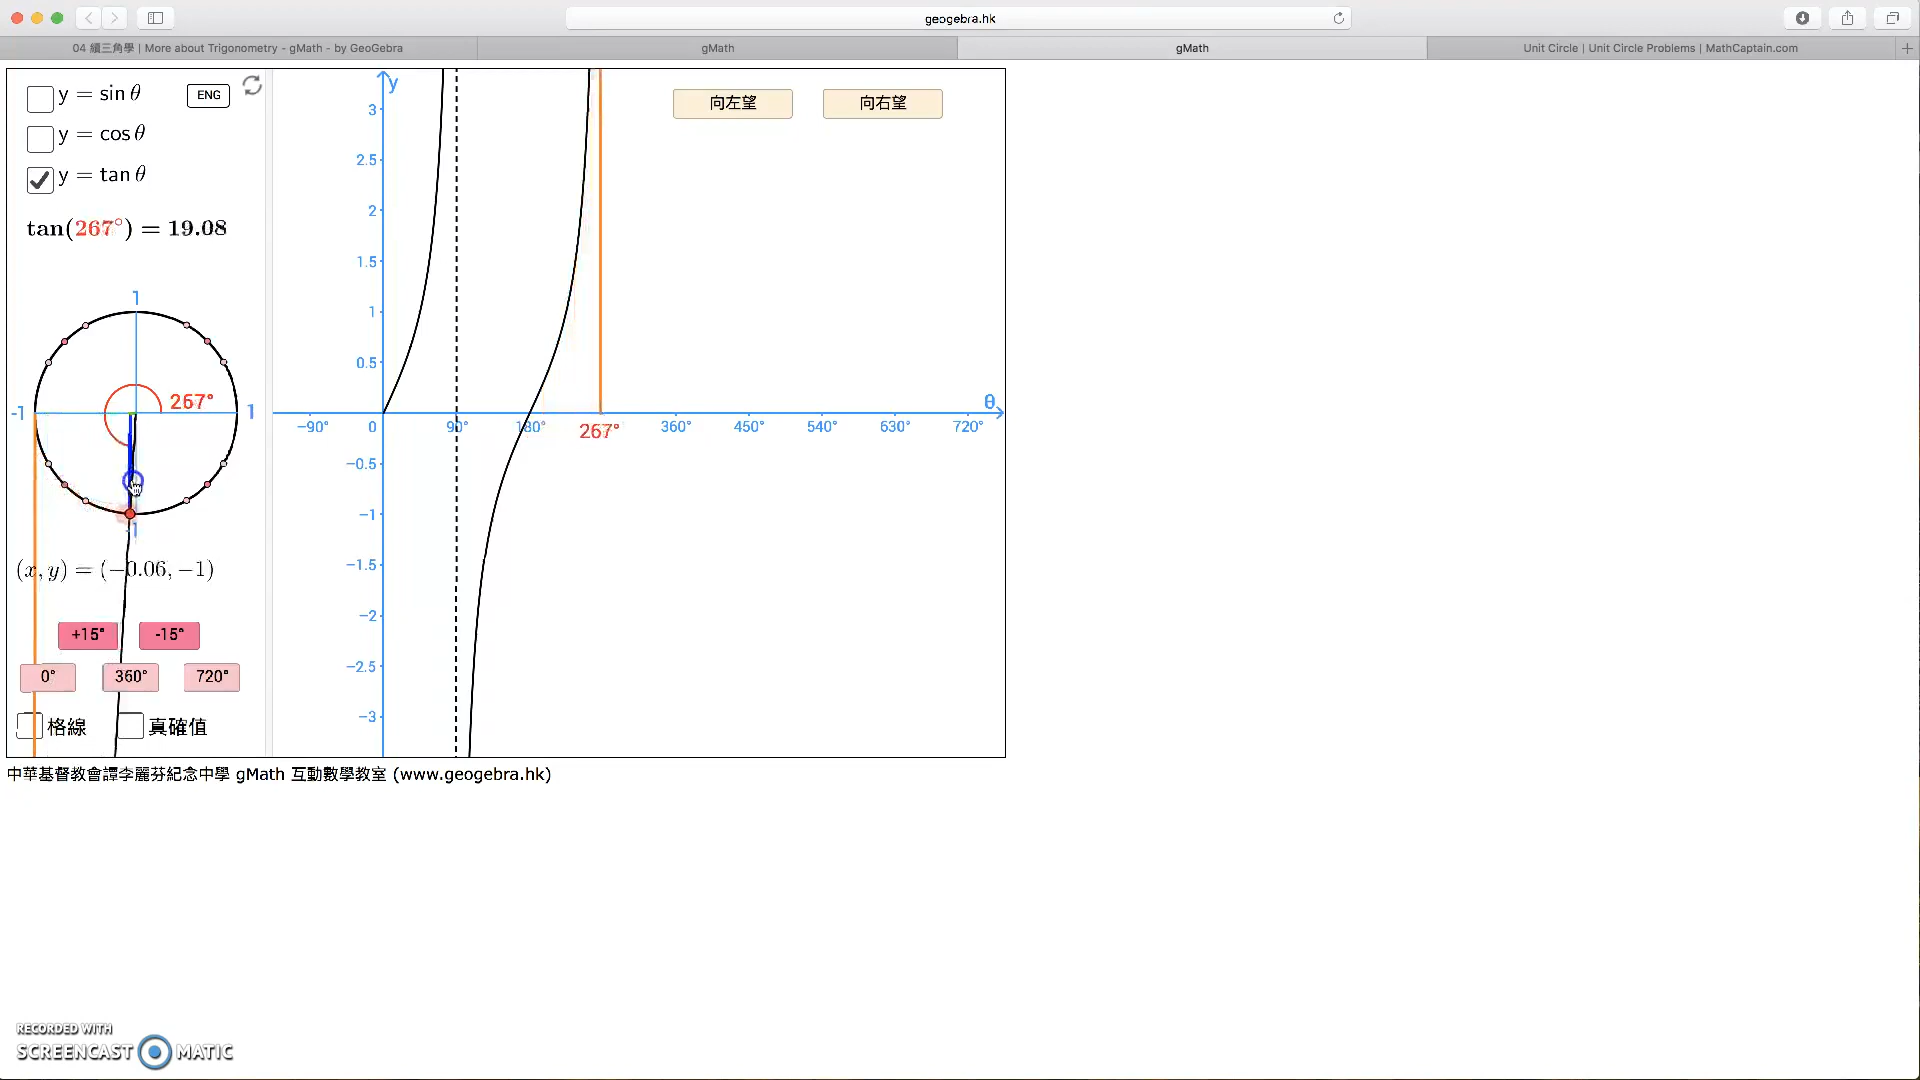 geogebra.hk
04 續三角學 | More about Trigonometry - gMath - by GeoGebra
gMath
gMath
Unit Circle | Unit Circle Problems | MathCaptain.com
y = sin θ
ENG
y = cos θ
y = tan θ
tan(267°) = 19.08
1
267°
-1
1
-1
(x, y) = (−0.06, −1)
+15°
-15°
0°
360°
720°
格線
真確值
y
向左望
向右望
3
2.5
2
1.5
1
0.5
θ
−90°
0
90°
180°
267°
360°
450°
540°
630°
720°
−0.5
−1
−1.5
−2
−2.5
−3
中華基督教會譚李麗芬紀念中學 gMath 互動數學教室 (www.geogebra.hk)
RECORDED WITH
SCREENCAST MATIC